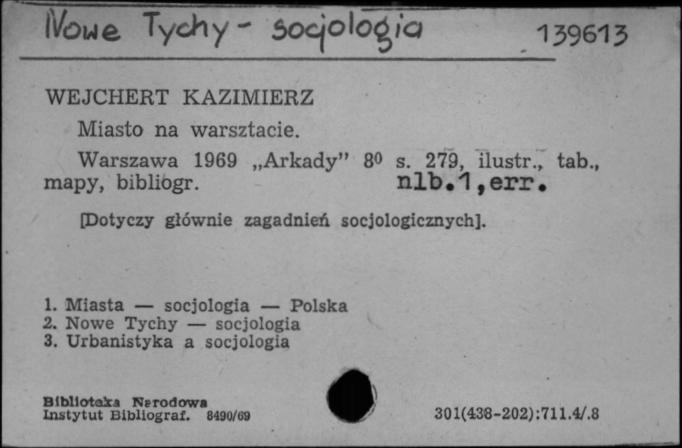 Nowe Tychy - socjologia 139613
WEJCHERT KAZIMIERZ
Miasto na warsztacie.
Warszawa 1969 „Arkady” 8⁰ s. 279, ilustr., tab.,
mapy, bibliogr. nlb.1,err.
[Dotyczy głównie zagadnień socjologicznych].
1. Miasta — socjologia — Polska
2. Nowe Tychy — socjologia
3. Urbanistyka a socjologia
Biblioteka Narodowa
Instytut Bibliograf. 8490/69 301(438-202):711.4/.8